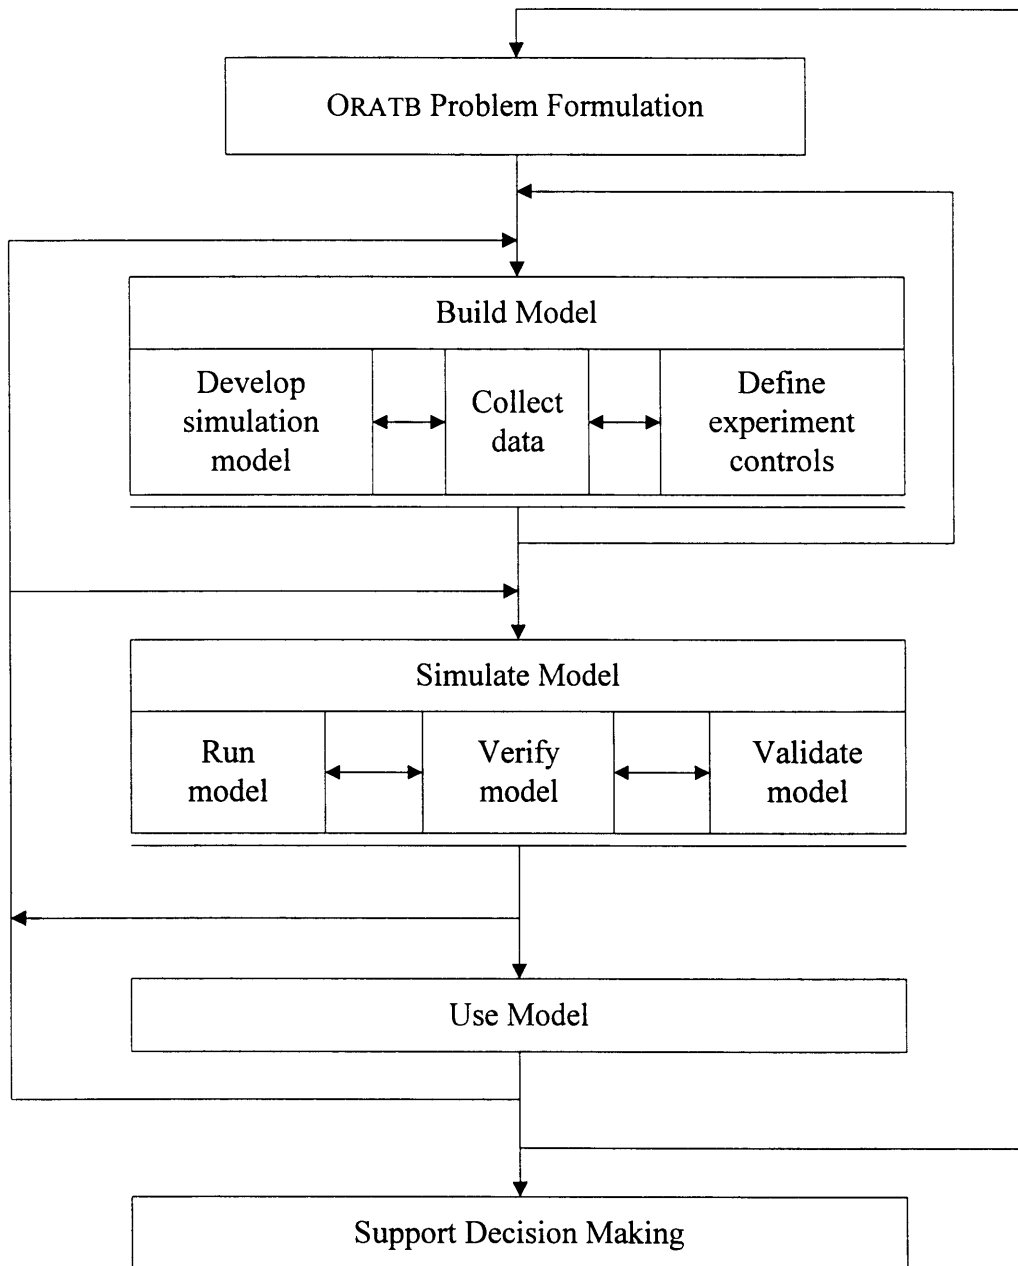 ORATB Problem Formulation
Build Model
Develop
simulation
model
Collect
data
Define
experiment
controls
Simulate Model
Run
model
Verify
model
Validate
model
Use Model
Support Decision Making